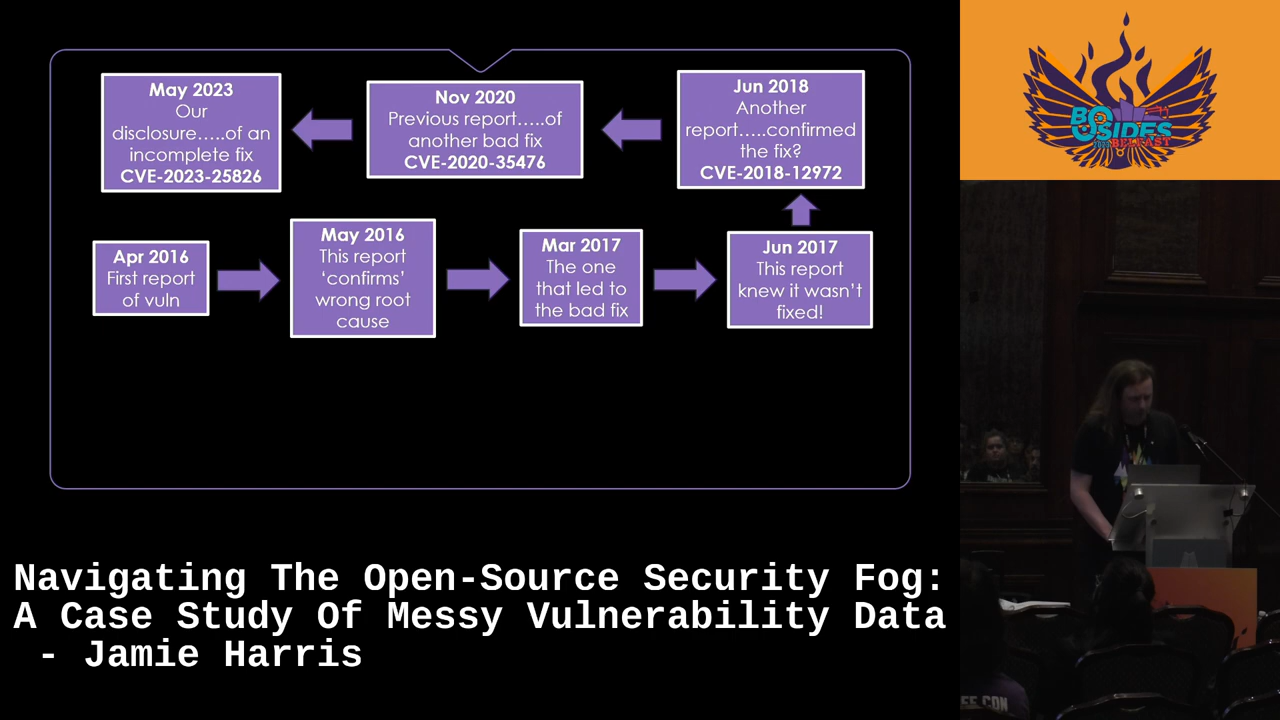 May 2023
Our
disclosure…..of an
incomplete fix
CVE-2023-25826
Nov 2020
Previous report…..of
another bad fix
CVE-2020-35476
Jun 2018
Another
report…..confirmed
the fix?
CVE-2018-12972
Apr 2016
First report
of vuln
May 2016
This report
‘confirms’
wrong root
cause
Mar 2017
The one
that led to
the bad fix
Jun 2017
This report
knew it wasn’t
fixed!
Navigating The Open-Source Security Fog:
A Case Study Of Messy Vulnerability Data
- Jamie Harris
BSIDES
BELFAST